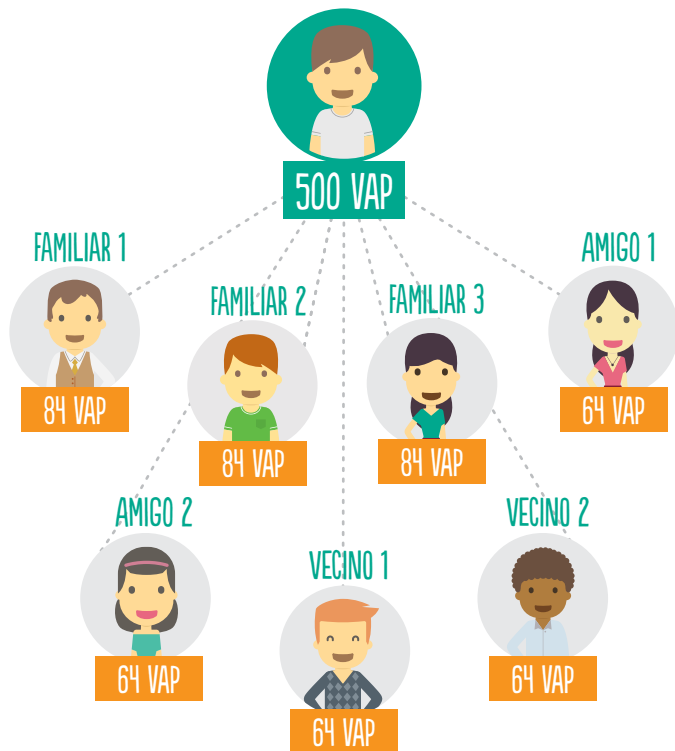 500 VAP
FAMILIAR 1
84 VAP
FAMILIAR 2
84 VAP
FAMILIAR 3
84 VAP
AMIGO 1
64 VAP
AMIGO 2
64 VAP
VECINO 1
64 VAP
VECINO 2
64 VAP